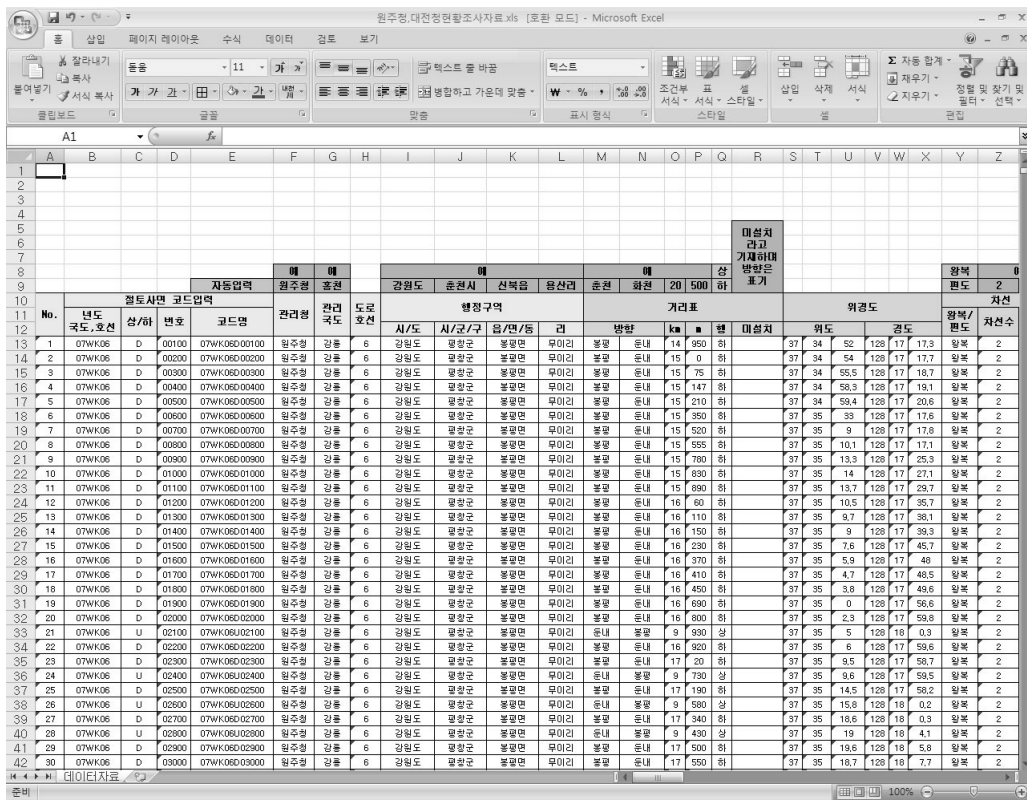 원주청,대전청현황조사자료.xls [호환 모드] - Microsoft Excel
홈 삽입 페이지 레이아웃 수식 데이터 검토 보기
붙여넣기 잘라내기 복사 서식 복사 클립보드
돋움 11 가 가 가 가 가 내천 가 글꼴
텍스트 줄 바꿈 병합하고 가운데 맞춤 맞춤
텍스트 % , 표시 형식
조건부 서식 표 서식 셀 스타일 스타일
삽입 삭제 서식 셀
Σ 자동 합계 채우기 지우기 정렬 및 필터 찾기 및 선택 편집
A1 fx
A B C D E F G H I J K L M N O P Q R S T U V W X Y Z
1
2
3
4
5
6
7
8 예 예 예 예 상 왕복
9 자동입력 원주청 홍천 강원도 춘천시 신북읍 용산리 춘천 화천 20 500 하 미설치라고 기재하며 방향은 표기 편도 2
10 No. 절토사면 코드입력 관리청 관리국도 도로호선 행정구역 거리표 위경도 왕복/편도 차선
11 년도 국도,호선 상/하 번호 코드명 차선수
12 시/도 시/군/구 읍/면/동 리 방향 km m 행 미설치 위도 경도
13 1 07WK06 D 00100 07WK06D00100 원주청 강릉 6 강원도 평창군 봉평면 무이리 봉평 둔내 14 950 하 37 34 52 128 17 17,3 왕복 2
14 2 07WK06 D 00200 07WK06D00200 원주청 강릉 6 강원도 평창군 봉평면 무이리 봉평 둔내 15 0 하 37 34 54 128 17 17,7 왕복 2
15 3 07WK06 D 00300 07WK06D00300 원주청 강릉 6 강원도 평창군 봉평면 무이리 봉평 둔내 15 75 하 37 34 55,5 128 17 18,7 왕복 2
16 4 07WK06 D 00400 07WK06D00400 원주청 강릉 6 강원도 평창군 봉평면 무이리 봉평 둔내 15 147 하 37 34 58,3 128 17 19,1 왕복 2
17 5 07WK06 D 00500 07WK06D00500 원주청 강릉 6 강원도 평창군 봉평면 무이리 봉평 둔내 15 210 하 37 34 59,4 128 17 20,6 왕복 2
18 6 07WK06 D 00600 07WK06D00600 원주청 강릉 6 강원도 평창군 봉평면 무이리 봉평 둔내 15 350 하 37 35 33 128 17 17,6 왕복 2
19 7 07WK06 D 00700 07WK06D00700 원주청 강릉 6 강원도 평창군 봉평면 무이리 봉평 둔내 15 520 하 37 35 9 128 17 17,8 왕복 2
20 8 07WK06 D 00800 07WK06D00800 원주청 강릉 6 강원도 평창군 봉평면 무이리 봉평 둔내 15 555 하 37 35 10,1 128 17 17,1 왕복 2
21 9 07WK06 D 00900 07WK06D00900 원주청 강릉 6 강원도 평창군 봉평면 무이리 봉평 둔내 15 780 하 37 35 13,3 128 17 25,3 왕복 2
22 10 07WK06 D 01000 07WK06D01000 원주청 강릉 6 강원도 평창군 봉평면 무이리 봉평 둔내 15 830 하 37 35 14 128 17 27,1 왕복 2
23 11 07WK06 D 01100 07WK06D01100 원주청 강릉 6 강원도 평창군 봉평면 무이리 봉평 둔내 15 890 하 37 35 13,7 128 17 29,7 왕복 2
24 12 07WK06 D 01200 07WK06D01200 원주청 강릉 6 강원도 평창군 봉평면 무이리 봉평 둔내 16 60 하 37 35 10,5 128 17 35,7 왕복 2
25 13 07WK06 D 01300 07WK06D01300 원주청 강릉 6 강원도 평창군 봉평면 무이리 봉평 둔내 16 110 하 37 35 9,7 128 17 38,1 왕복 2
26 14 07WK06 D 01400 07WK06D01400 원주청 강릉 6 강원도 평창군 봉평면 무이리 봉평 둔내 16 150 하 37 35 9 128 17 39,3 왕복 2
27 15 07WK06 D 01500 07WK06D01500 원주청 강릉 6 강원도 평창군 봉평면 무이리 봉평 둔내 16 230 하 37 35 7,6 128 17 45,7 왕복 2
28 16 07WK06 D 01600 07WK06D01600 원주청 강릉 6 강원도 평창군 봉평면 무이리 봉평 둔내 16 370 하 37 35 5,9 128 17 48 왕복 2
29 17 07WK06 D 01700 07WK06D01700 원주청 강릉 6 강원도 평창군 봉평면 무이리 봉평 둔내 16 410 하 37 35 4,7 128 17 48,5 왕복 2
30 18 07WK06 D 01800 07WK06D01800 원주청 강릉 6 강원도 평창군 봉평면 무이리 봉평 둔내 16 450 하 37 35 3,8 128 17 49,6 왕복 2
31 19 07WK06 D 01900 07WK06D01900 원주청 강릉 6 강원도 평창군 봉평면 무이리 봉평 둔내 16 690 하 37 35 0 128 17 56,6 왕복 2
32 20 07WK06 D 02000 07WK06D02000 원주청 강릉 6 강원도 평창군 봉평면 무이리 봉평 둔내 16 800 하 37 35 2,3 128 17 59,8 왕복 2
33 21 07WK06 U 02100 07WK06U02100 원주청 강릉 6 강원도 평창군 봉평면 무이리 둔내 봉평 9 930 상 37 35 5 128 18 0,3 왕복 2
34 22 07WK06 D 02200 07WK06D02200 원주청 강릉 6 강원도 평창군 봉평면 무이리 봉평 둔내 16 920 하 37 35 6 128 17 59,6 왕복 2
35 23 07WK06 D 02300 07WK06D02300 원주청 강릉 6 강원도 평창군 봉평면 무이리 봉평 둔내 17 20 하 37 35 9,5 128 17 58,7 왕복 2
36 24 07WK06 U 02400 07WK06U02400 원주청 강릉 6 강원도 평창군 봉평면 무이리 둔내 봉평 9 730 상 37 35 9,6 128 17 59,5 왕복 2
37 25 07WK06 D 02500 07WK06D02500 원주청 강릉 6 강원도 평창군 봉평면 무이리 봉평 둔내 17 190 하 37 35 14,5 128 17 58,2 왕복 2
38 26 07WK06 U 02600 07WK06U02600 원주청 강릉 6 강원도 평창군 봉평면 무이리 둔내 봉평 9 580 상 37 35 15,8 128 18 0,2 왕복 2
39 27 07WK06 D 02700 07WK06D02700 원주청 강릉 6 강원도 평창군 봉평면 무이리 봉평 둔내 17 340 하 37 35 18,6 128 18 0,3 왕복 2
40 28 07WK06 U 02800 07WK06U02800 원주청 강릉 6 강원도 평창군 봉평면 무이리 둔내 봉평 9 430 상 37 35 19 128 18 4,1 왕복 2
41 29 07WK06 D 02900 07WK06D02900 원주청 강릉 6 강원도 평창군 봉평면 무이리 봉평 둔내 17 500 하 37 35 19,6 128 18 5,8 왕복 2
42 30 07WK06 D 03000 07WK06D03000 원주청 강릉 6 강원도 평창군 봉평면 무이리 봉평 둔내 17 550 하 37 35 18,7 128 18 7,7 왕복 2
데이터자료
준비 100%